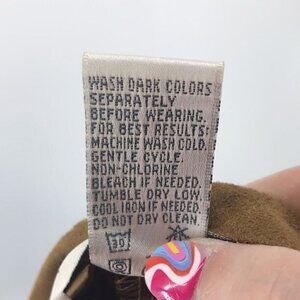 WASH DARK COLORS
SEPARATELY
BEFORE WEARING.
FOR BEST RESULTS:
MACHINE WASH COLD,
GENTLE CYCLE.
NON-CHLORINE
BLEACH IF NEEDED.
TUMBLE DRY LOW.
COOL IRON IF NEEDED.
DO NOT DRY CLEAN.
30